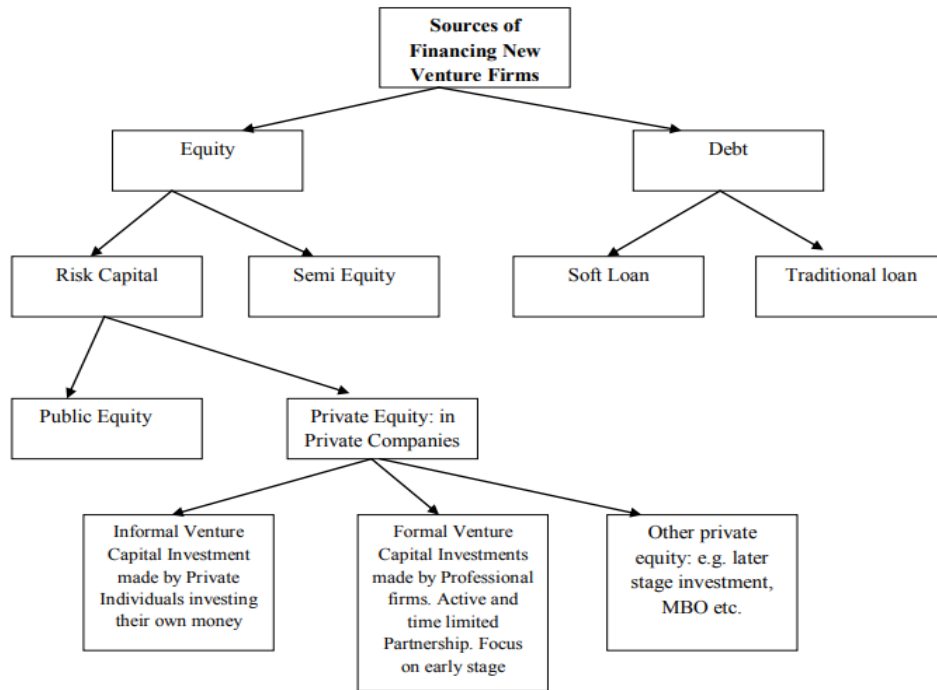 Sources of
Financing New
Venture Firms
Equity
Debt
Risk Capital
Semi Equity
Soft Loan
Traditional loan
Public Equity
Private Equity: in
Private Companies
Informal Venture
Capital Investment
made by Private
Individuals investing
their own money
Formal Venture
Capital Investments
made by Professional
firms. Active and
time limited
Partnership. Focus
on early stage
Other private
equity: e.g. later
stage investment,
MBO etc.